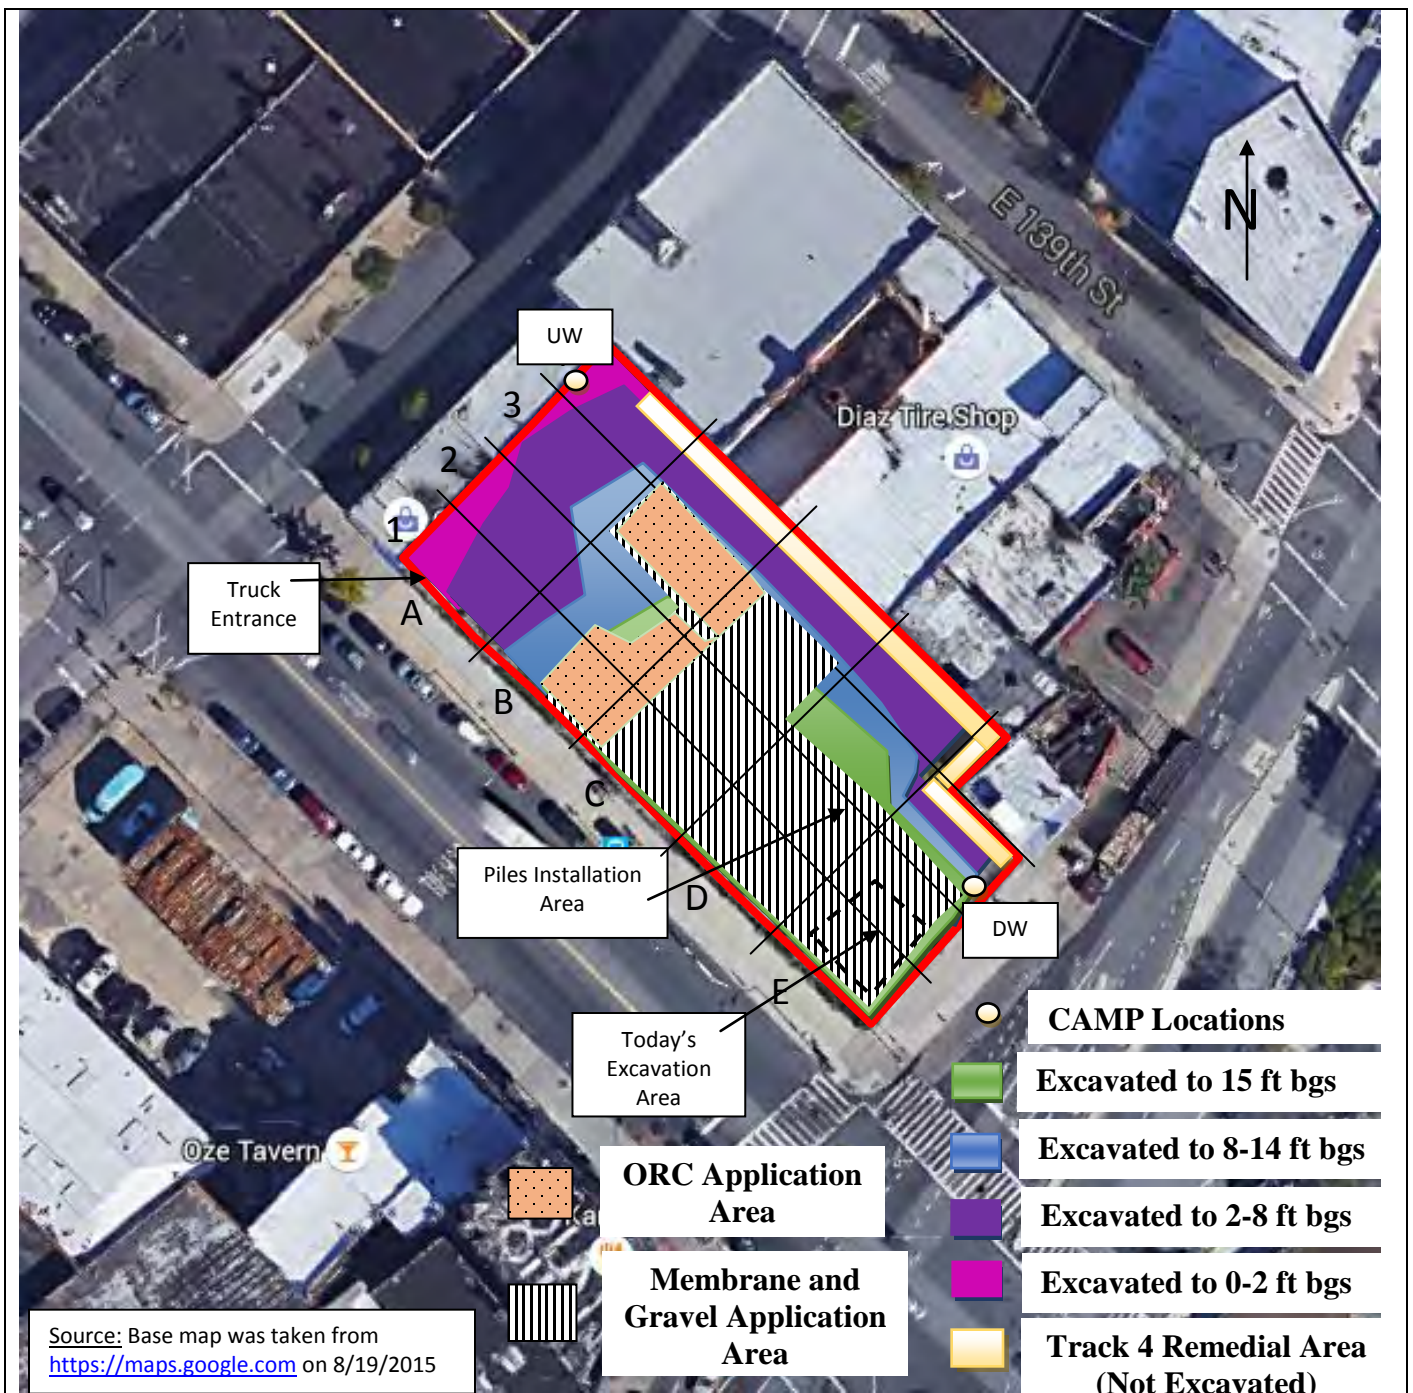 E 139th St
N
UW
3
Diaz Tire Shop
2
1
Truck
Entrance
A
B
C
Piles Installation
Area
D
DW
E
CAMP Locations
Today's
Excavation
Area
Excavated to 15 ft bgs
Oze Tavern
Excavated to 8-14 ft bgs
ORC Application
Area
Excavated to 2-8 ft bgs
Membrane and
Gravel Application
Area
Excavated to 0-2 ft bgs
Source: Base map was taken from
https://maps.google.com on 8/19/2015
Track 4 Remedial Area
(Not Excavated)